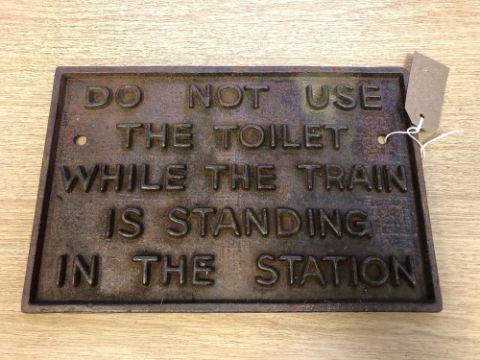 DO NOT USE
THE TOILET
WHILE THE TRAIN
IS STANDING
IN THE STATION